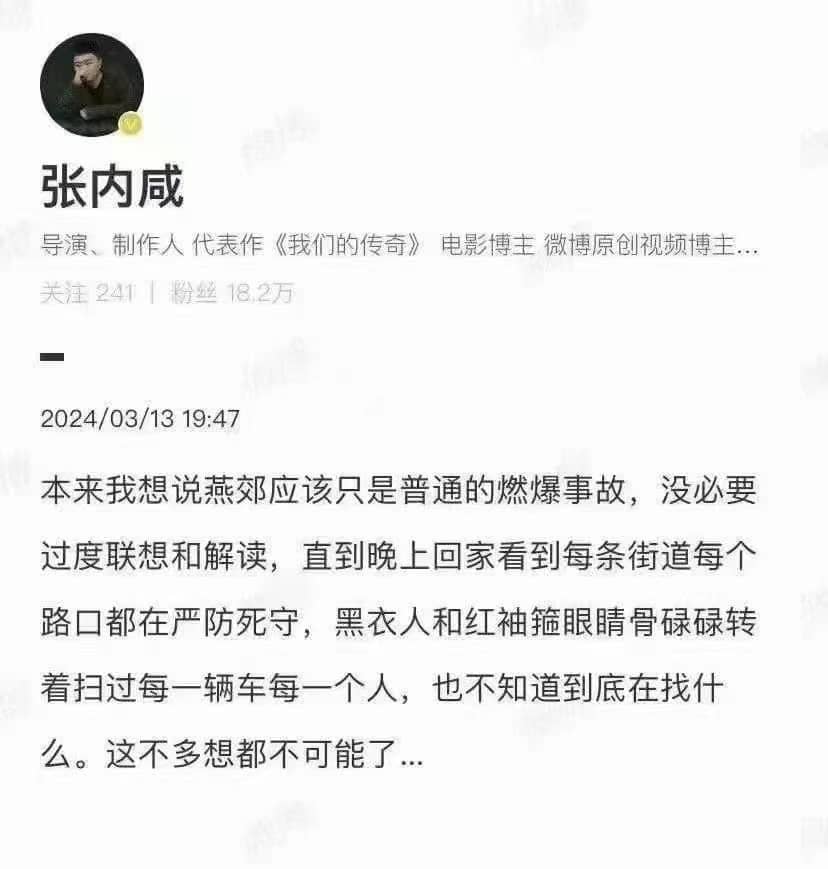 张内咸
导演、制作人 代表作《我们的传奇》 电影博主 微博原创视频博主...
关注 241 | 粉丝 18.2万
2024/03/13 19:47
本来我想说燕郊应该只是普通的燃爆事故，没必要
过度联想和解读，直到晚上回家看到每条街道每个
路口都在严防死守，黑衣人和红袖箍眼睛骨碌碌转
着扫过每一辆车每一个人，也不知道到底在找什
么。这不多想都不可能了...